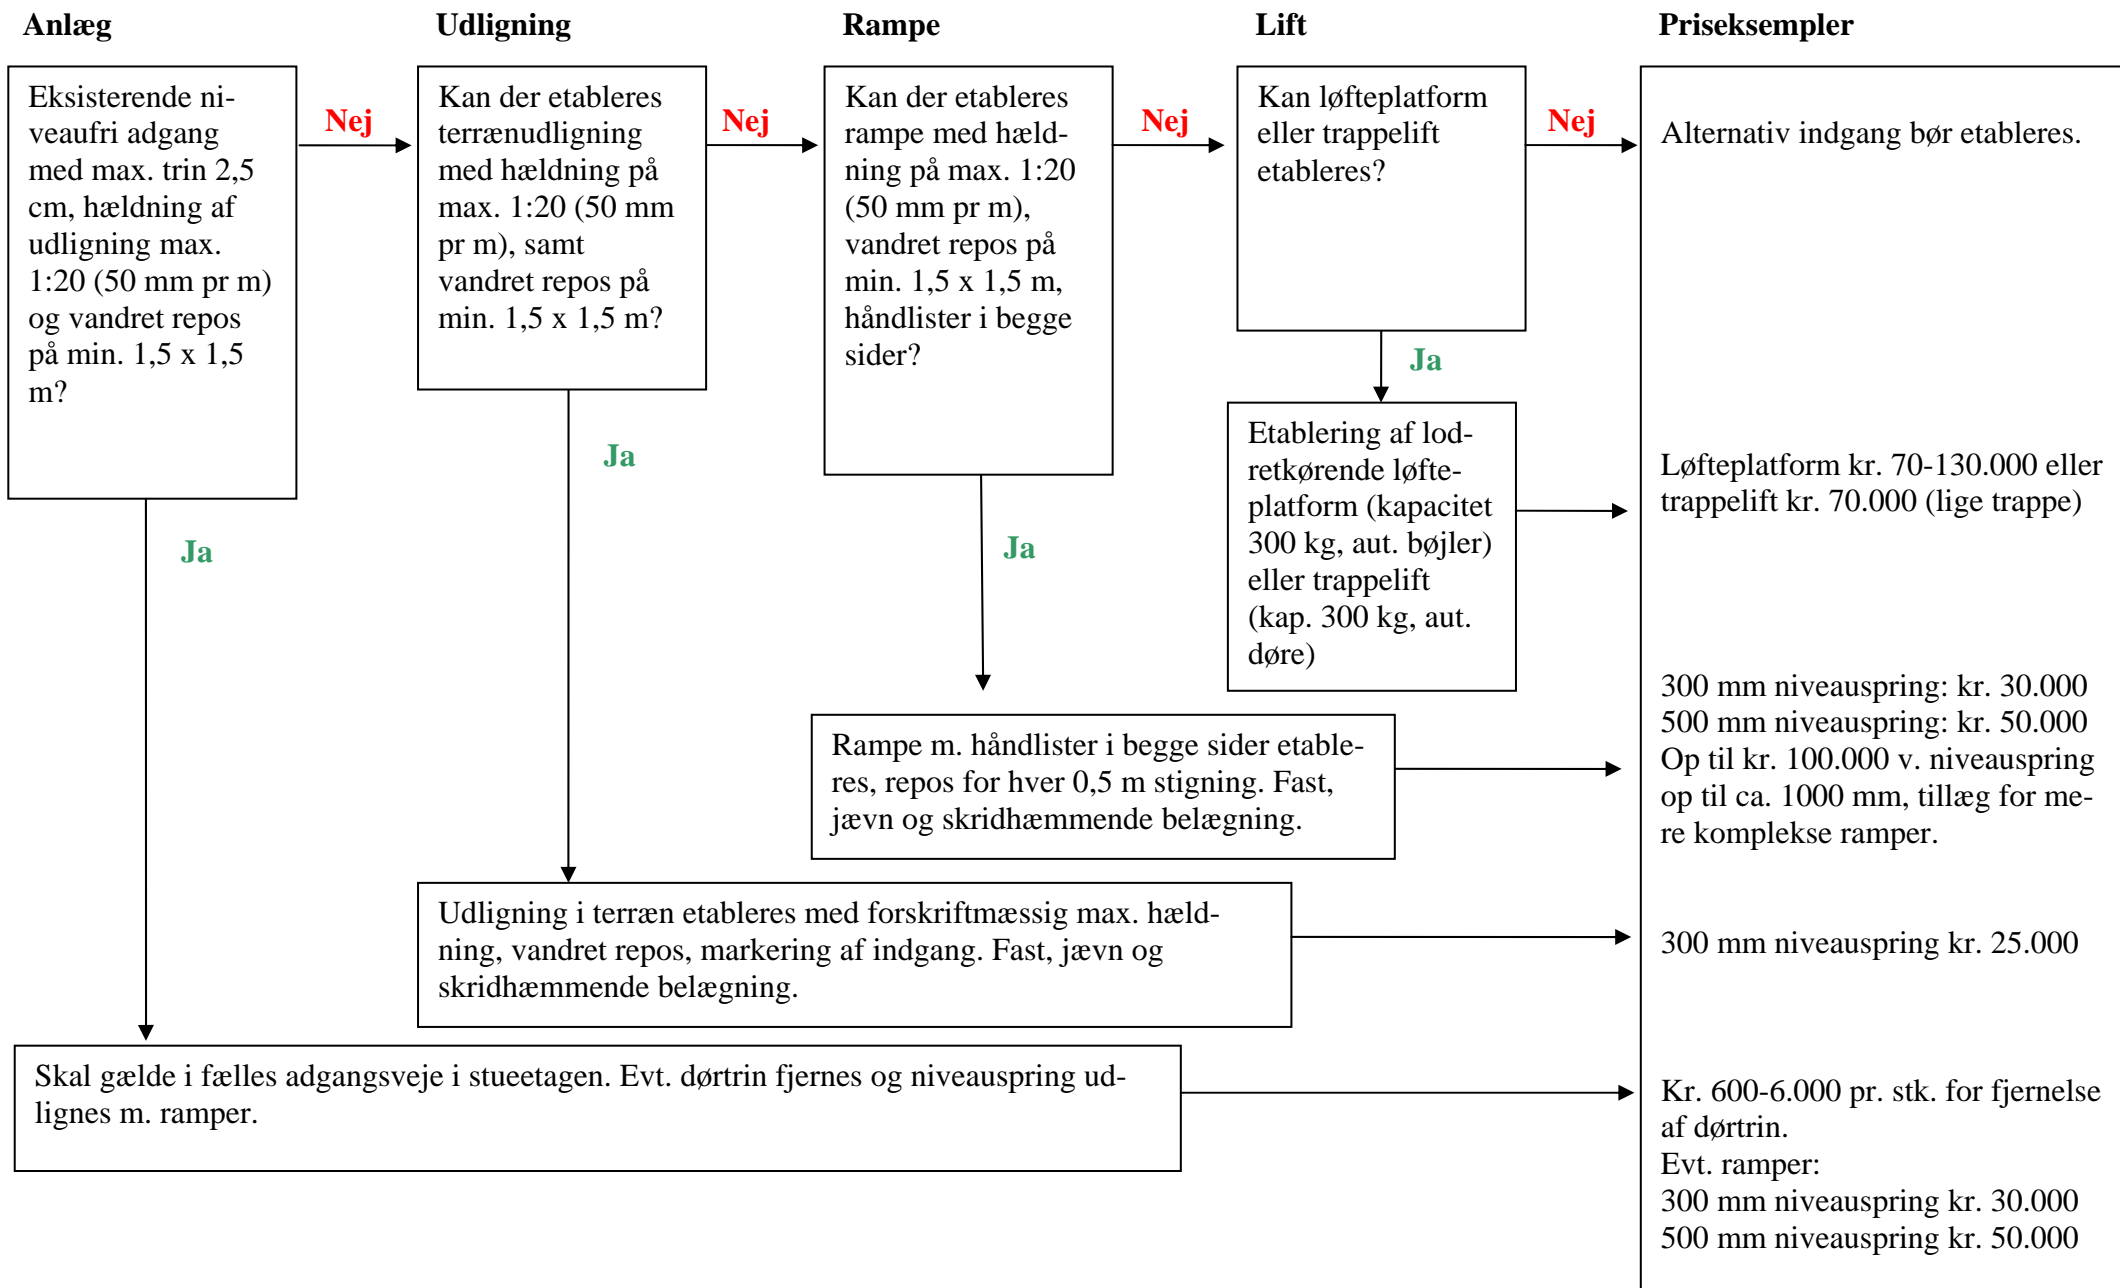 Anlæg
Udligning
Rampe
Lift
Priseksempler
Eksisterende ni-
veaufri adgang
med max. trin 2,5
cm, hældning af
udligning max.
1:20 (50 mm pr m)
og vandret repos
på min. 1,5 x 1,5
m?
Nej
Kan der etableres
terrænudligning
med hældning på
max. 1:20 (50 mm
pr m), samt
vandret repos på
min. 1,5 x 1,5 m?
Nej
Kan der etableres
rampe med hæld-
ning på max. 1:20
(50 mm pr m),
vandret repos på
min. 1,5 x 1,5 m,
håndlister i begge
sider?
Nej
Kan løfteplatform
eller trappelift
etableres?
Nej
Alternativ indgang bør etableres.
Ja
Etablering af lod-
retkørende løfte-
platform (kapacitet
300 kg, aut. bøjler)
eller trappelift
(kap. 300 kg, aut.
døre)
Løfteplatform kr. 70-130.000 eller
trappelift kr. 70.000 (lige trappe)
Ja
Rampe m. håndlister i begge sider etable-
res, repos for hver 0,5 m stigning. Fast,
jævn og skridhæmmende belægning.
300 mm niveauspring: kr. 30.000
500 mm niveauspring: kr. 50.000
Op til kr. 100.000 v. niveauspring
op til ca. 1000 mm, tillæg for me-
re komplekse ramper.
Ja
Udligning i terræn etableres med forskriftmæssig max. hæld-
ning, vandret repos, markering af indgang. Fast, jævn og
skridhæmmende belægning.
300 mm niveauspring kr. 25.000
Ja
Skal gælde i fælles adgangsveje i stueetagen. Evt. dørtrin fjernes og niveauspring ud-
lignes m. ramper.
Kr. 600-6.000 pr. stk. for fjernelse
af dørtrin.
Evt. ramper:
300 mm niveauspring kr. 30.000
500 mm niveauspring kr. 50.000